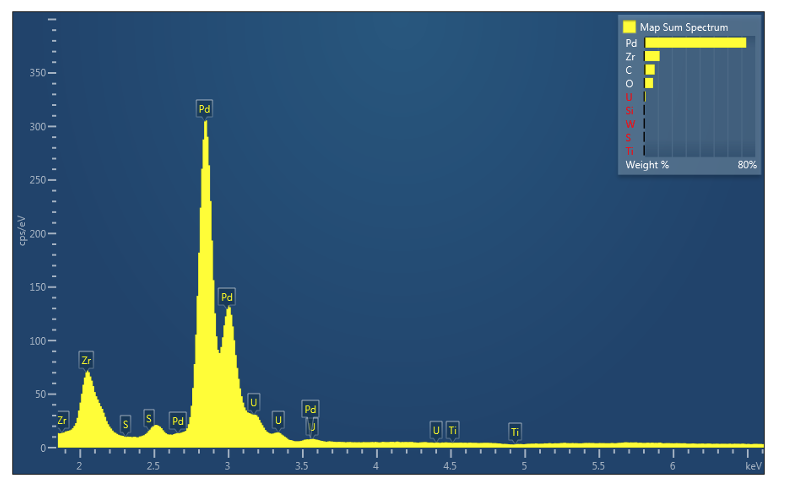 Map Sum Spectrum
Pd
Zr
C
O
U
Si
W
S
Ti
Weight % 80%
cps/eV
350
300
250
200
150
100
50
0
Pd
Pd
Zr
U
Pd
Zr
S
S
Pd
U
U
U
Ti
Ti
2 2.5 3 3.5 4 4.5 5 5.5 6 keV